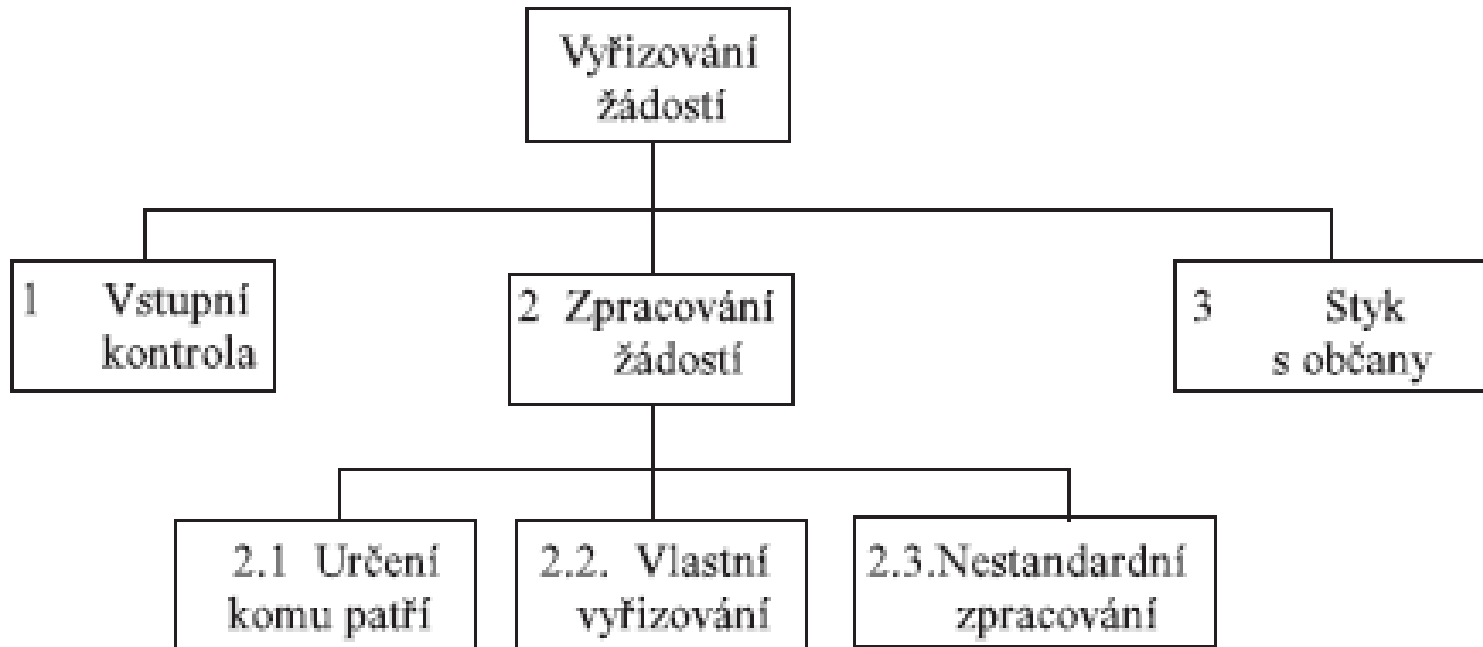 Vyřizování
žádostí
1 Vstupní
kontrola
2 Zpracování
žádostí
3 Styk
s občany
2.1 Určení
komu patří
2.2. Vlastní
vyřizování
2.3.Nestandardní
zpracování